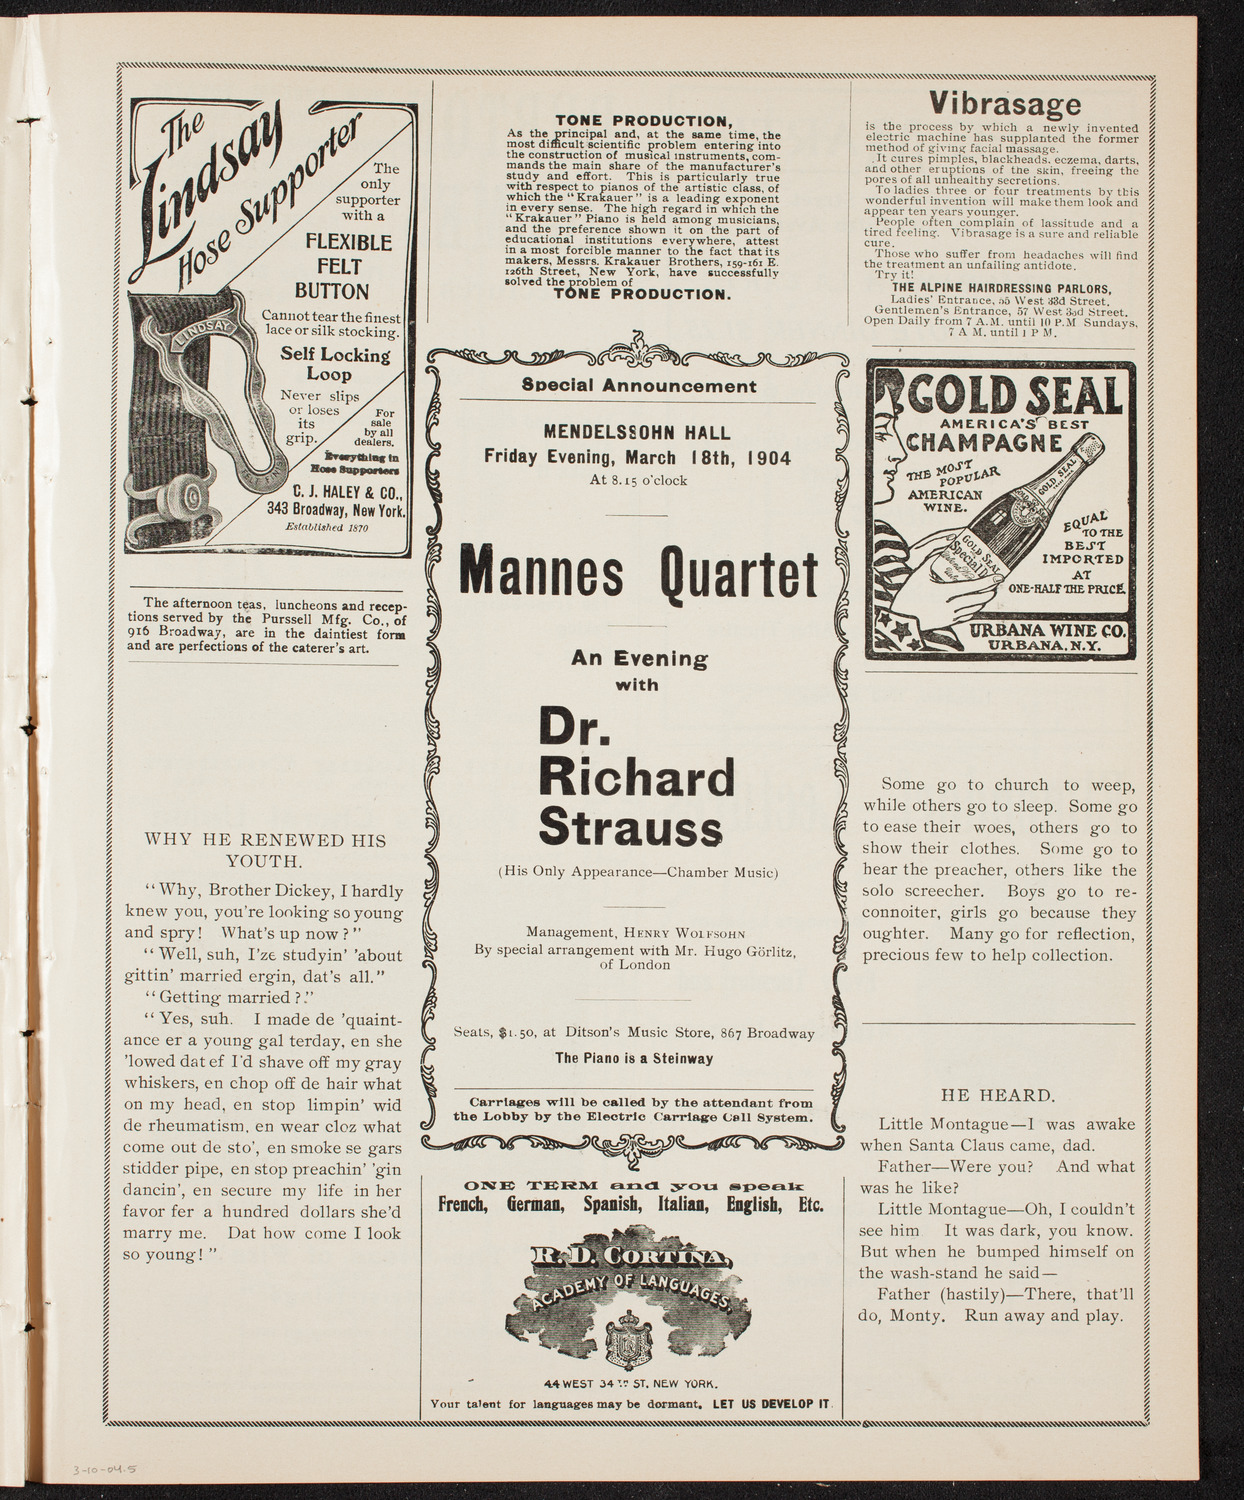 The
Lindsay
Hose Supporter
The
only
supporter
with a
FLEXIBLE
FELT
BUTTON
Cannot tear the finest
lace or silk stocking.
Self Locking
Loop
Never slips
or loses
its
grip.
For
sale
by all
dealers.
Everything in
Hose Supporters
C. J. HALEY & CO.,
343 Broadway, New York.
Established 1870
LINDSAY
The afternoon teas, luncheons and recep-
tions served by the Purssell Mfg. Co., of
916 Broadway, are in the daintiest form
and are perfections of the caterer's art.
WHY HE RENEWED HIS
YOUTH.
"Why, Brother Dickey, I hardly
knew you, you're looking so young
and spry! What's up now?"
"Well, suh, I'ze studyin' 'about
gittin' married ergin, dat's all."
"Getting married?."
"Yes, suh. I made de 'quaint-
ance er a young gal terday, en she
'lowed dat ef I'd shave off my gray
whiskers, en chop off de hair what
on my head, en stop limpin' wid
de rheumatism, en wear cloz what
come out de sto', en smoke se gars
stidder pipe, en stop preachin' 'gin
dancin', en secure my life in her
favor fer a hundred dollars she'd
marry me. Dat how come I look
so young!"
TONE PRODUCTION,
As the principal and, at the same time, the
most difficult scientific problem entering into
the construction of musical instruments, com-
mands the main share of the manufacturer's
study and effort. This is particularly true
with respect to pianos of the artistic class, of
which the "Krakauer" is a leading exponent
in every sense. The high regard in which the
"Krakauer" Piano is held among musicians,
and the preference shown it on the part of
educational institutions everywhere, attest
in a most forcible manner to the fact that its
makers, Messrs. Krakauer Brothers, 159-161 E.
126th Street, New York, have successfully
solved the problem of
TONE PRODUCTION.
Special Announcement
MENDELSSOHN HALL
Friday Evening, March 18th, 1904
At 8.15 o'clock
Mannes Quartet
An Evening
with
Dr.
Richard
Strauss
(His Only Appearance—Chamber Music)
Management, HENRY WOLFSOHN
By special arrangement with Mr. Hugo Görlitz,
of London
Seats, $1.50, at Ditson's Music Store, 867 Broadway
The Piano is a Steinway
Carriages will be called by the attendant from
the Lobby by the Electric Carriage Call System.
ONE TERM and you speak
French, German, Spanish, Italian, English, Etc.
R. D. CORTINA,
ACADEMY OF LANGUAGES,
44 WEST 34TH ST, NEW YORK.
Your talent for languages may be dormant, LET US DEVELOP IT.
Vibrasage
is the process by which a newly invented
electric machine has supplanted the former
method of giving facial massage.
It cures pimples, blackheads, eczema, darts,
and other eruptions of the skin, freeing the
pores of all unhealthy secretions.
To ladies three or four treatments by this
wonderful invention will make them look and
appear ten years younger.
People often complain of lassitude and a
tired feeling. Vibrasage is a sure and reliable
cure.
Those who suffer from headaches will find
the treatment an unfailing antidote.
Try it!
THE ALPINE HAIRDRESSING PARLORS,
Ladies' Entrance, 55 West 33d Street.
Gentlemen's Entrance, 57 West 33d Street.
Open Daily from 7 A.M. until 10 P.M Sundays,
7 A M. until 1 P M.
GOLD SEAL
AMERICA'S BEST
CHAMPAGNE
THE MOST
POPULAR
AMERICAN
WINE.
GOLD SEAL
GOLD SEAL
Special Dry
EQUAL
TO THE
BEST
IMPORTED
AT
ONE-HALF THE PRICE.
URBANA WINE CO.
URBANA, N.Y.
Some go to church to weep,
while others go to sleep. Some go
to ease their woes, others go to
show their clothes. Some go to
hear the preacher, others like the
solo screecher. Boys go to re-
connoiter, girls go because they
oughter. Many go for reflection,
precious few to help collection.
HE HEARD.
Little Montague—I was awake
when Santa Claus came, dad.
Father—Were you? And what
was he like?
Little Montague—Oh, I couldn't
see him It was dark, you know.
But when he bumped himself on
the wash-stand he said—
Father (hastily)—There, that'll
do, Monty. Run away and play.
3-10-04.5